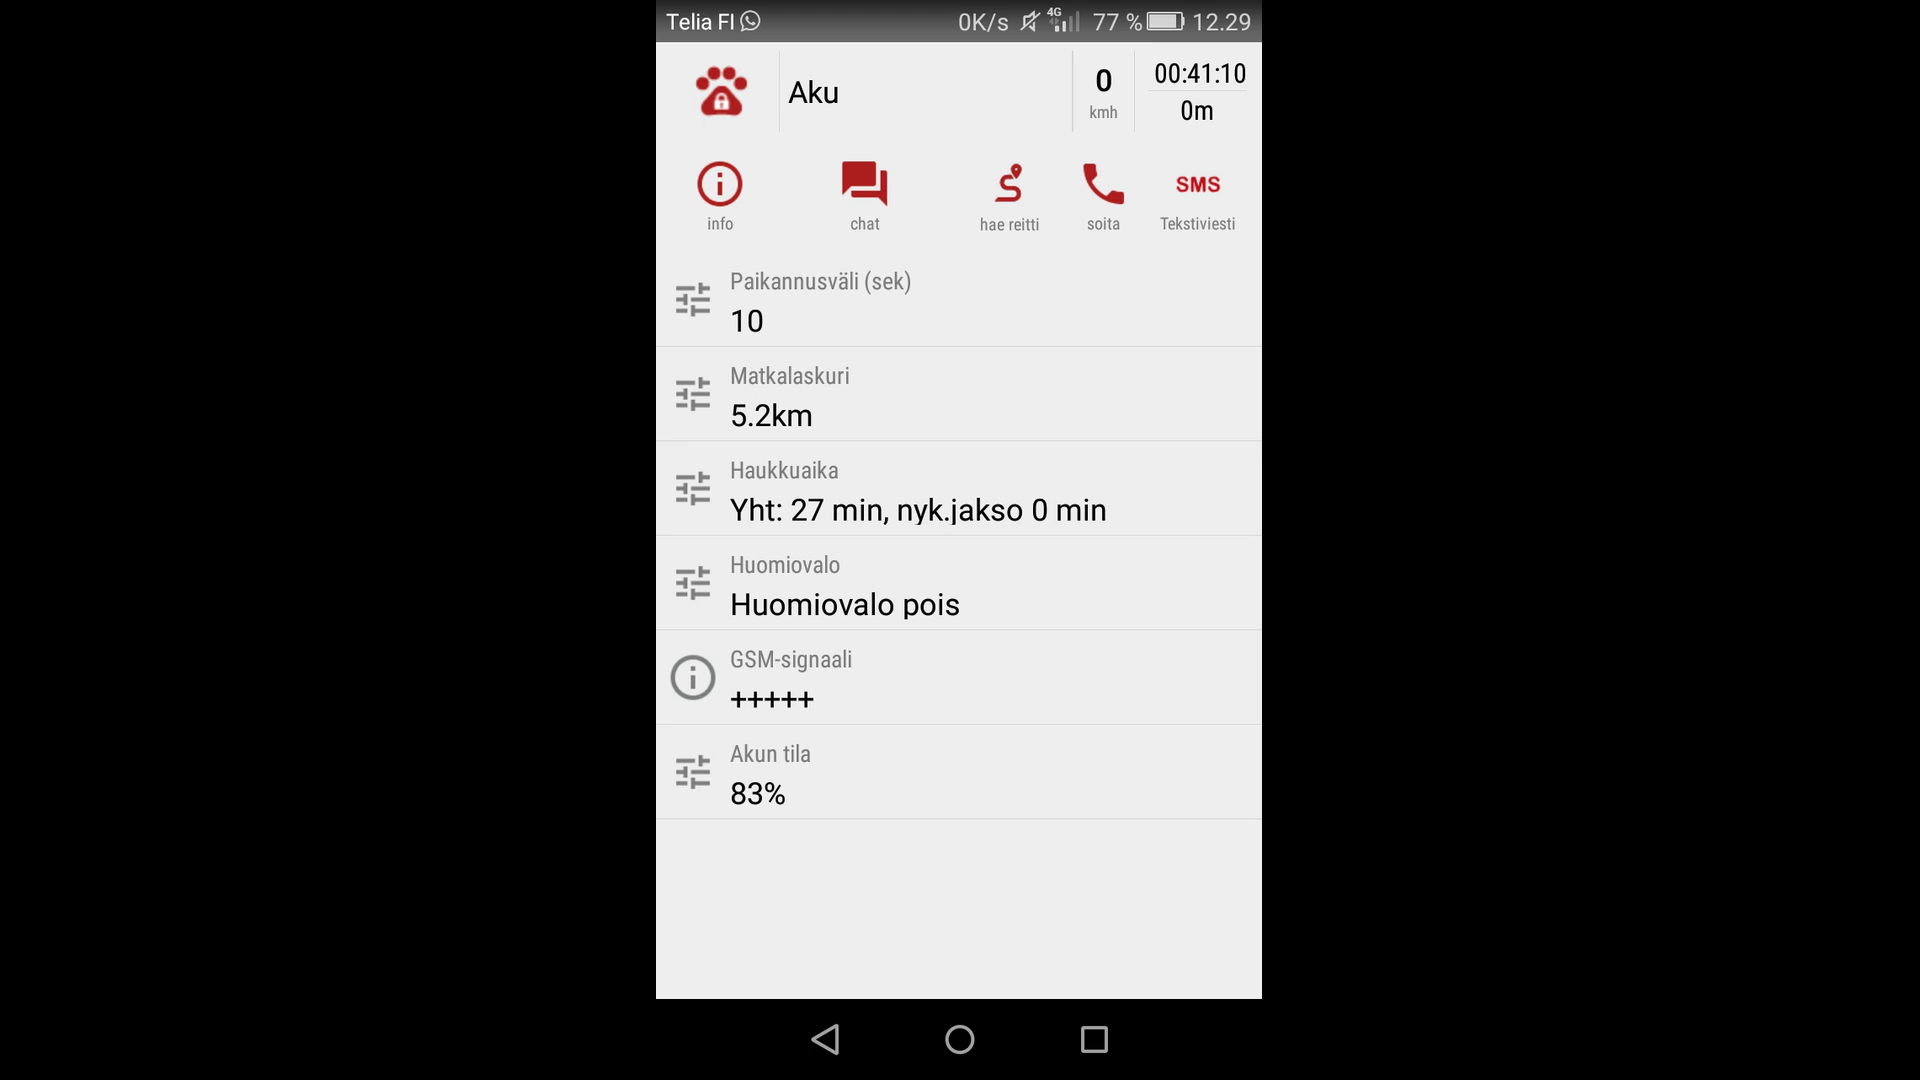 Telia FI 0K/s 4G 77 % 12.29
Aku
0
kmh
00:41:10
0m
info
chat
hae reitti
soita
SMS
Tekstiviesti
Paikannusväli (sek)
10
Matkalaskuri
5.2km
Haukkuaika
Yht: 27 min, nyk.jakso 0 min
Huomiovalo
Huomiovalo pois
GSM-signaali
+++++
Akun tila
83%